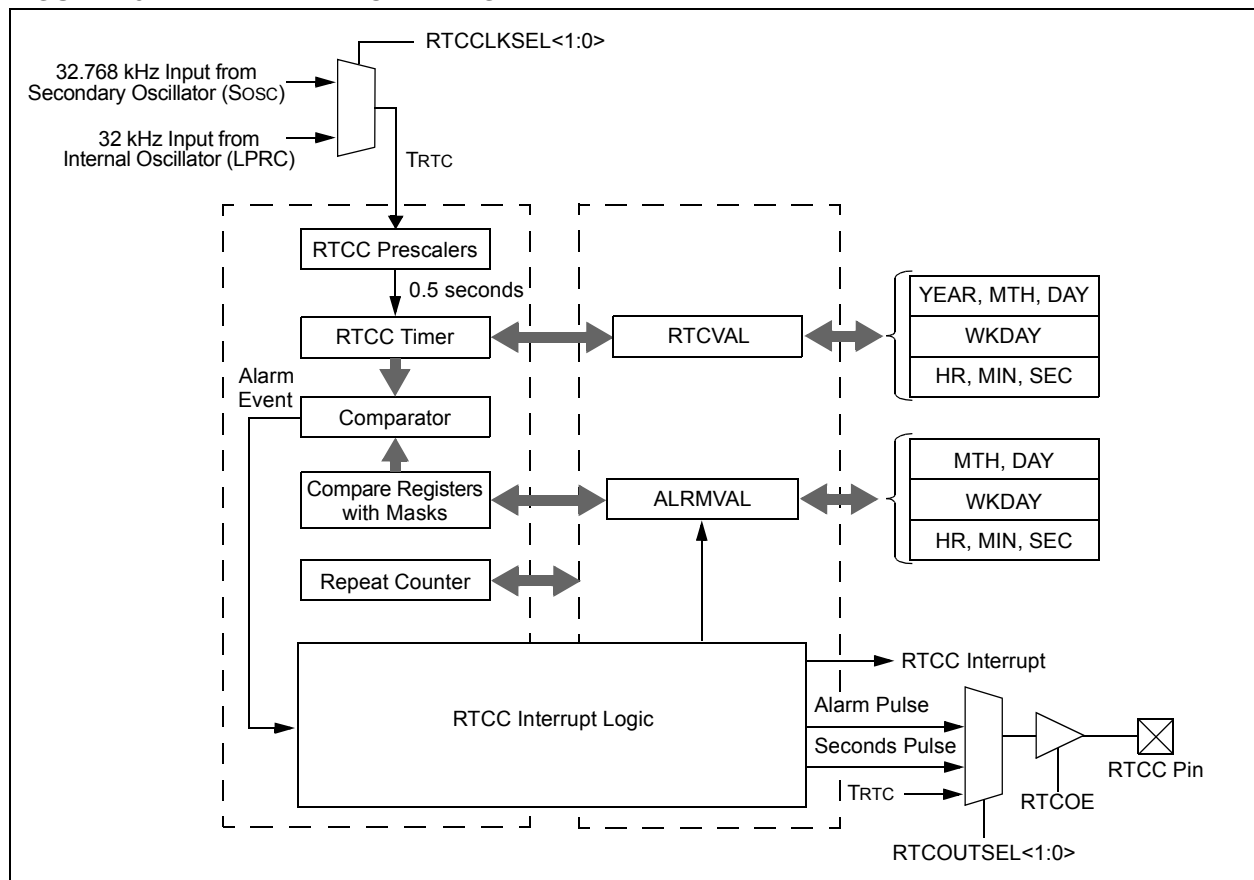 RTCCLKSEL<1:0>
32.768 kHz Input from
Secondary Oscillator (SOSC)
32 kHz Input from
Internal Oscillator (LPRC)
TRTC
RTCC Prescalers
0.5 seconds
RTCC Timer
RTCVAL
YEAR, MTH, DAY
WKDAY
HR, MIN, SEC
Alarm
Event
Comparator
Compare Registers
with Masks
ALRMVAL
MTH, DAY
WKDAY
HR, MIN, SEC
Repeat Counter
RTCC Interrupt Logic
RTCC Interrupt
Alarm Pulse
Seconds Pulse
TRTC
RTCOE
RTCC Pin
RTCOUTSEL<1:0>